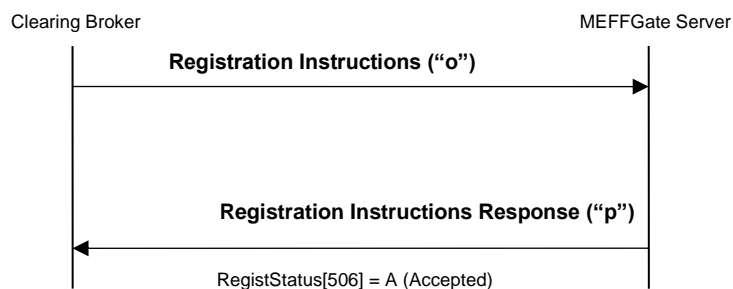 Clearing Broker
MEFFGate Server
Registration Instructions (“o”)
Registration Instructions Response (“p”)
RegistStatus[506] = A (Accepted)